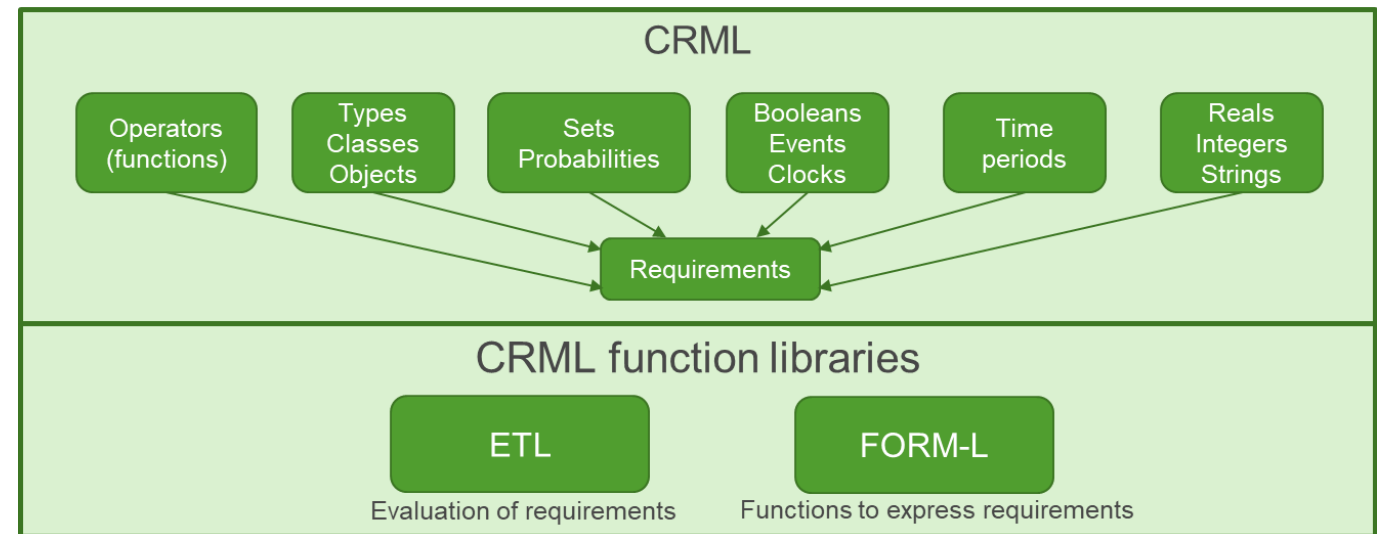 CRML
Operators
(functions)
Types
Classes
Objects
Sets
Probabilities
Booleans
Events
Clocks
Time
periods
Reals
Integers
Strings
Requirements
CRML function libraries
ETL
FORM-L
Evaluation of requirements
Functions to express requirements